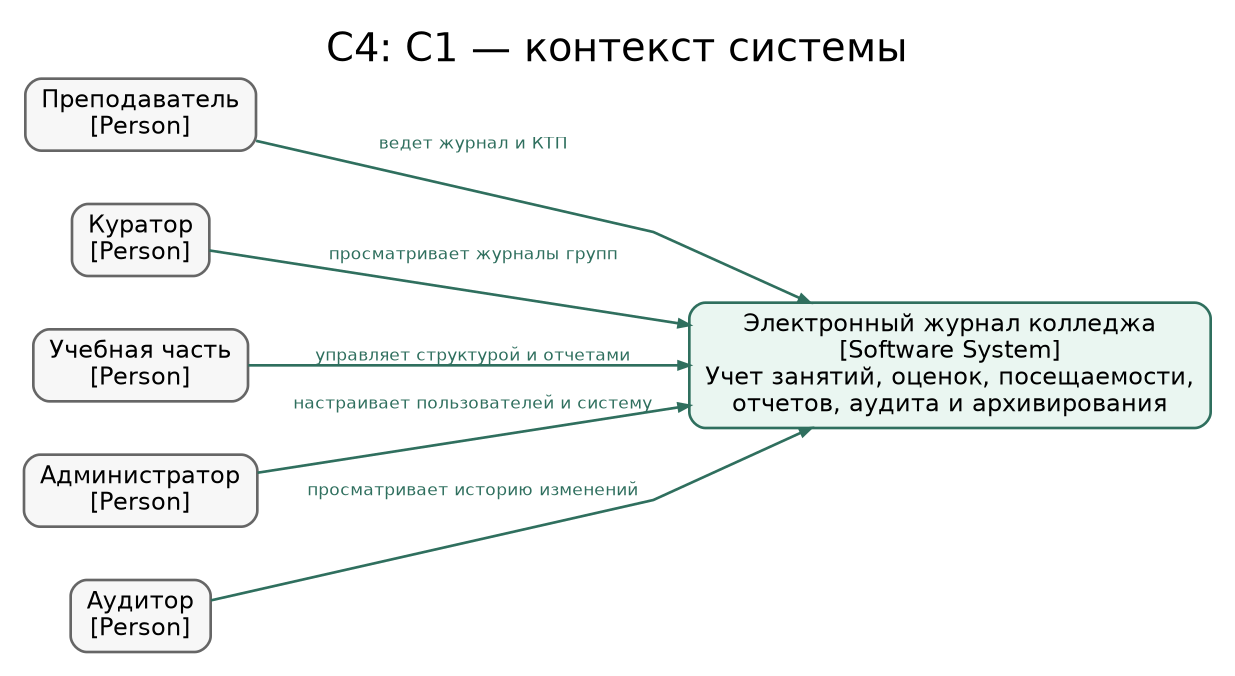 C4: C1 — контекст системы
Преподаватель
[Person]
ведет журнал и КТП
Куратор
[Person]
просматривает журналы групп
Учебная часть
[Person]
управляет структурой и отчетами
Администратор
[Person]
настраивает пользователей и систему
Аудитор
[Person]
просматривает историю изменений
Электронный журнал колледжа
[Software System]
Учет занятий, оценок, посещаемости,
отчетов, аудита и архивирования